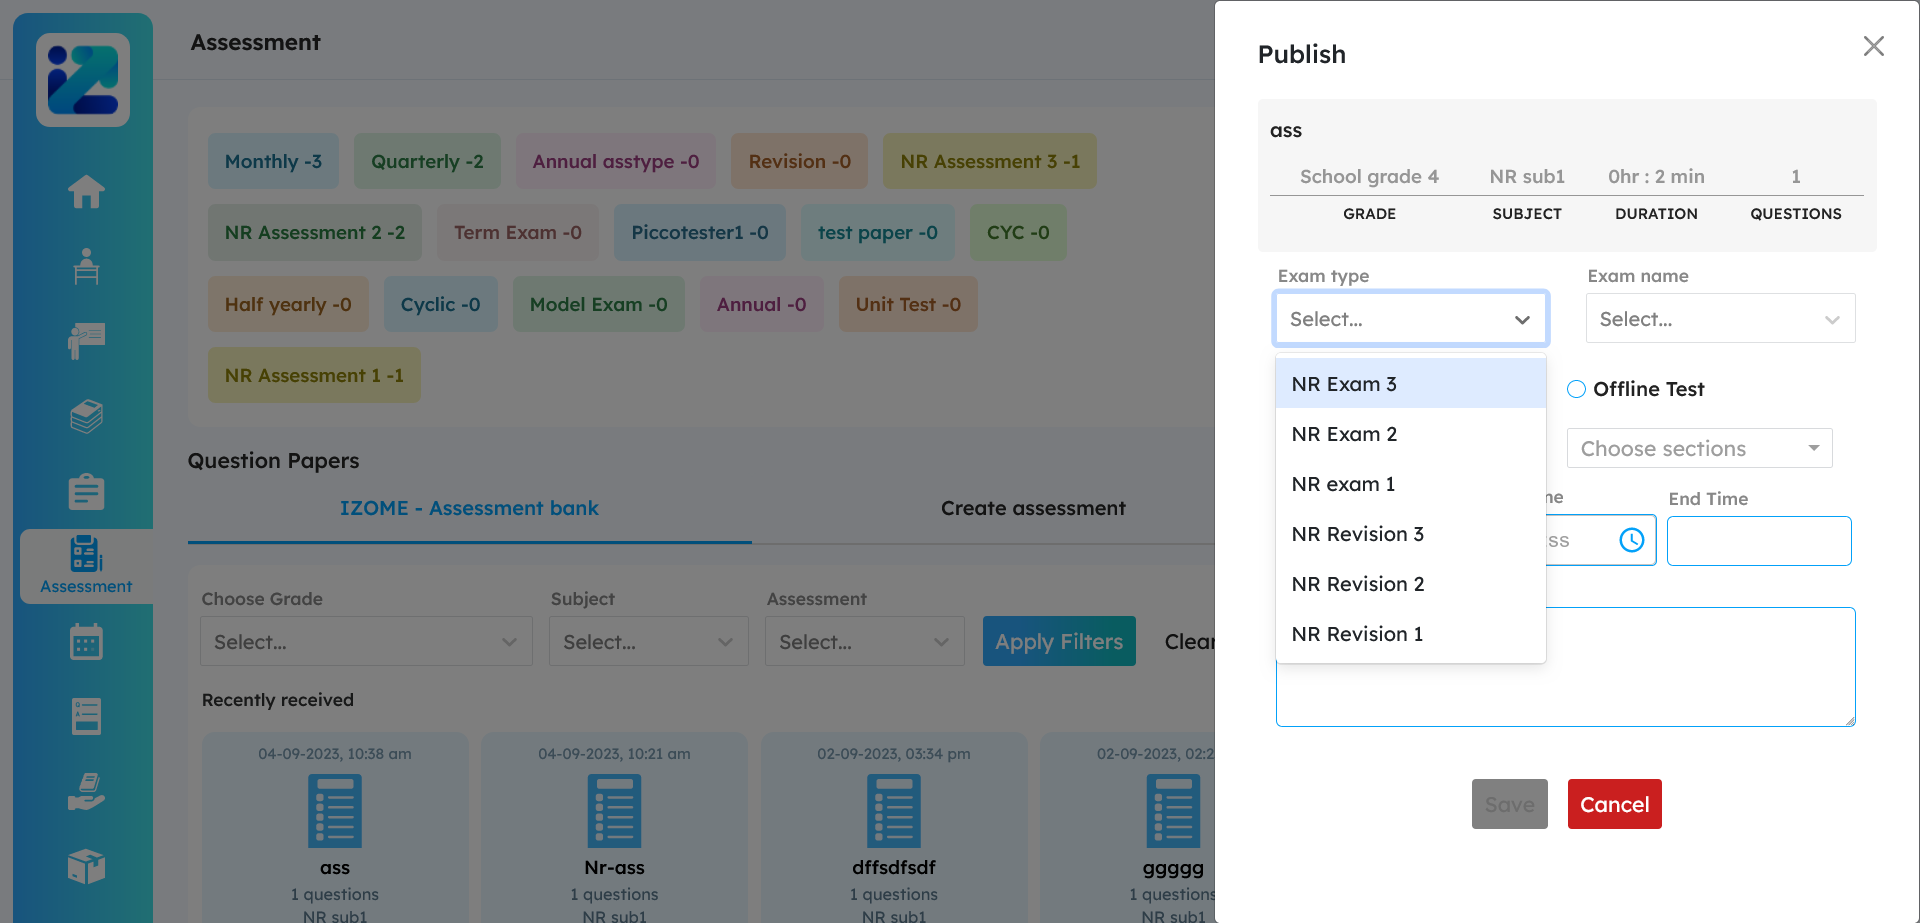 Assessment
Monthly -3
Quarterly -2
Annual asstype -0
Revision -0
NR Assessment 3 -1
NR Assessment 2 -2
Term Exam -0
Piccotester1 -0
test paper -0
CYC -0
Half yearly -0
Cyclic -0
Model Exam -0
Annual -0
Unit Test -0
NR Assessment 1 -1
Assessment
Question Papers
IZOME - Assessment bank
Create assessment
Choose Grade
Subject
Assessment
Select...
Select...
Select...
Apply Filters
Clear
Recently received
04-09-2023, 10:38 am
ass
1 questions
NR sub1
04-09-2023, 10:21 am
Nr-ass
1 questions
NR sub1
02-09-2023, 03:34 pm
dffsdfsdf
1 questions
NR sub1
02-09-2023, 02:2
ggggg
1 questions
NR sub1
Publish
ass
School grade 4
NR sub1
0hr : 2 min
1
GRADE
SUBJECT
DURATION
QUESTIONS
Exam type
Exam name
Select...
Select...
NR Exam 3
NR Exam 2
NR exam 1
NR Revision 3
NR Revision 2
NR Revision 1
Offline Test
Choose sections
ne
End Time
ss
Save
Cancel